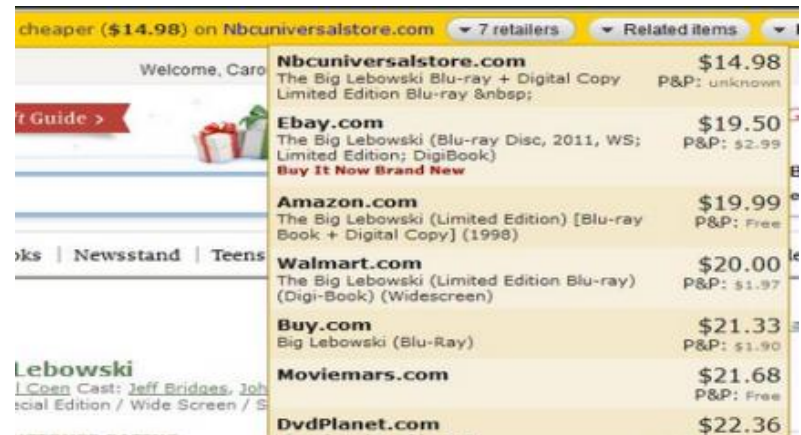 cheaper ($14.98) on Nbcuniversalstore.com 7 retailers Related items
Welcome, Caro
t Guide >
oks | Newsstand | Teens
Lebowski
l Coen Cast: Jeff Bridges, Joh
ecial Edition / Wide Screen / S
Nbcuniversalstore.com $14.98
The Big Lebowski Blu-ray + Digital Copy P&P: unknown
Limited Edition Blu-ray &nbsp;
Ebay.com $19.50
The Big Lebowski (Blu-ray Disc, 2011, WS; P&P: $2.99
Limited Edition; DigiBook)
Buy It Now Brand New
Amazon.com $19.99
The Big Lebowski (Limited Edition) [Blu-ray P&P: Free
Book + Digital Copy] (1998)
Walmart.com $20.00
The Big Lebowski (Limited Edition Blu-ray) P&P: $1.97
(Digi-Book) (Widescreen)
Buy.com $21.33
Big Lebowski (Blu-Ray) P&P: $1.90
Moviemars.com $21.68
P&P: Free
DvdPlanet.com $22.36